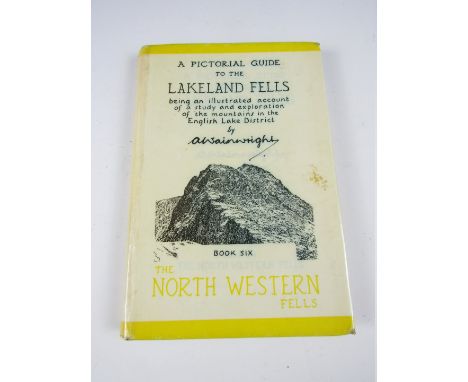 A PICTORIAL GUIDE
TO THE
LAKELAND FELLS
being an illustrated account
of a study and exploration
of the mountains in the
English Lake District
by
AWainwright
BOOK SIX
THE
NORTH WESTERN
FELLS